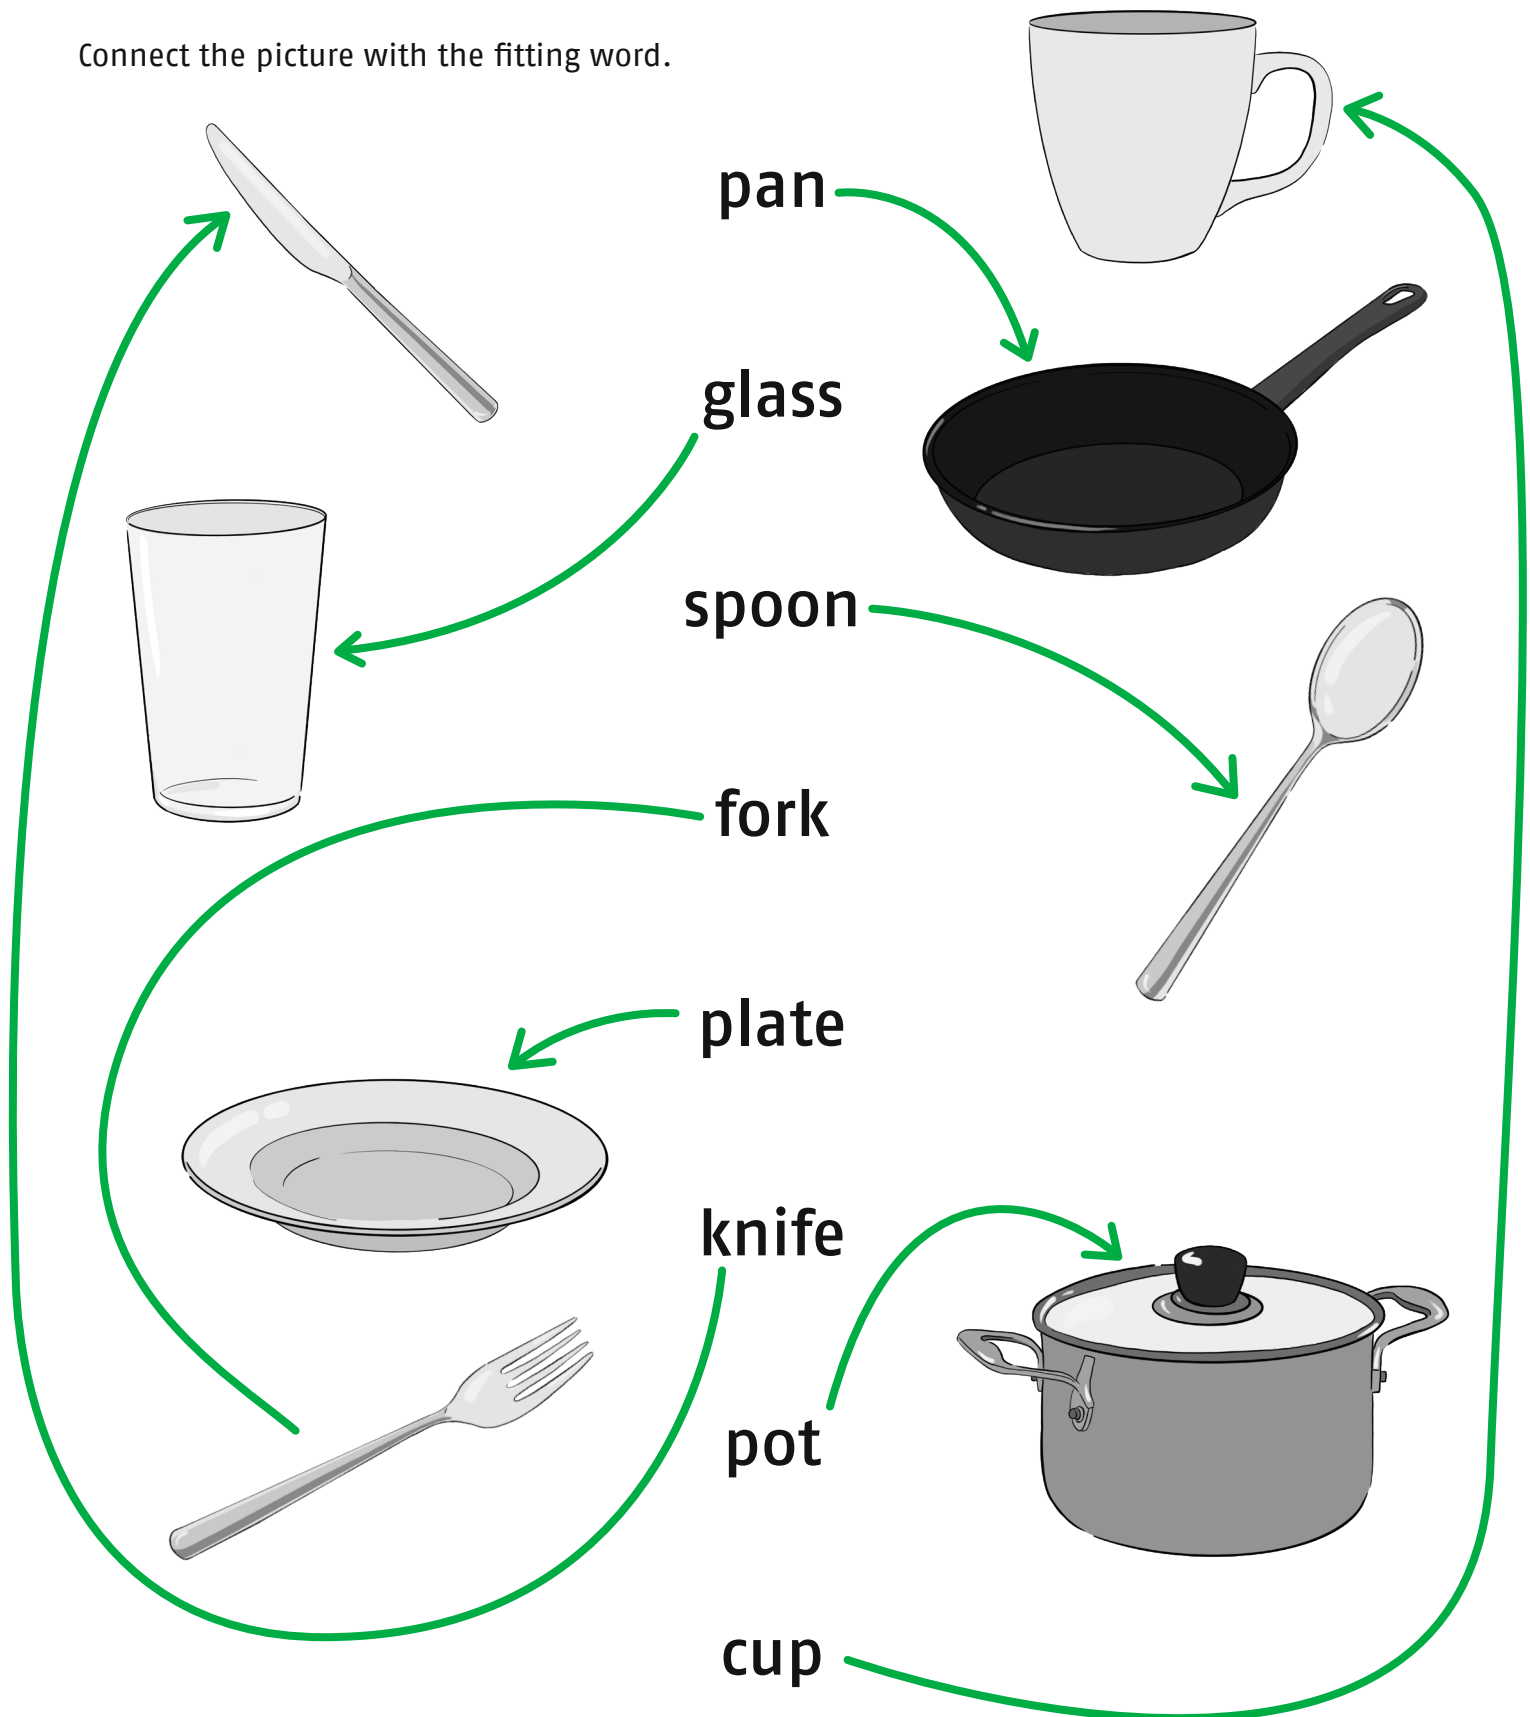 Connect the picture with the fitting word.
pan
glass
spoon
fork
plate
knife
pot
cup